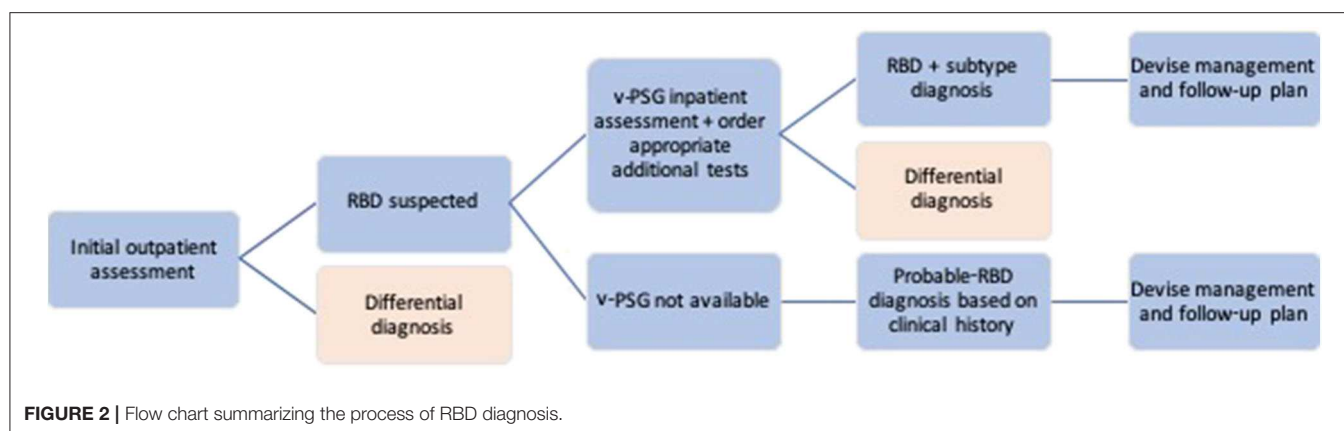 Initial outpatient
assessment
RBD suspected
Differential
diagnosis
v-PSG inpatient
assessment + order
appropriate
additional tests
v-PSG not available
RBD + subtype
diagnosis
Differential
diagnosis
Probable-RBD
diagnosis based on
clinical history
Devise management
and follow-up plan
Devise management
and follow-up plan
FIGURE 2 | Flow chart summarizing the process of RBD diagnosis.